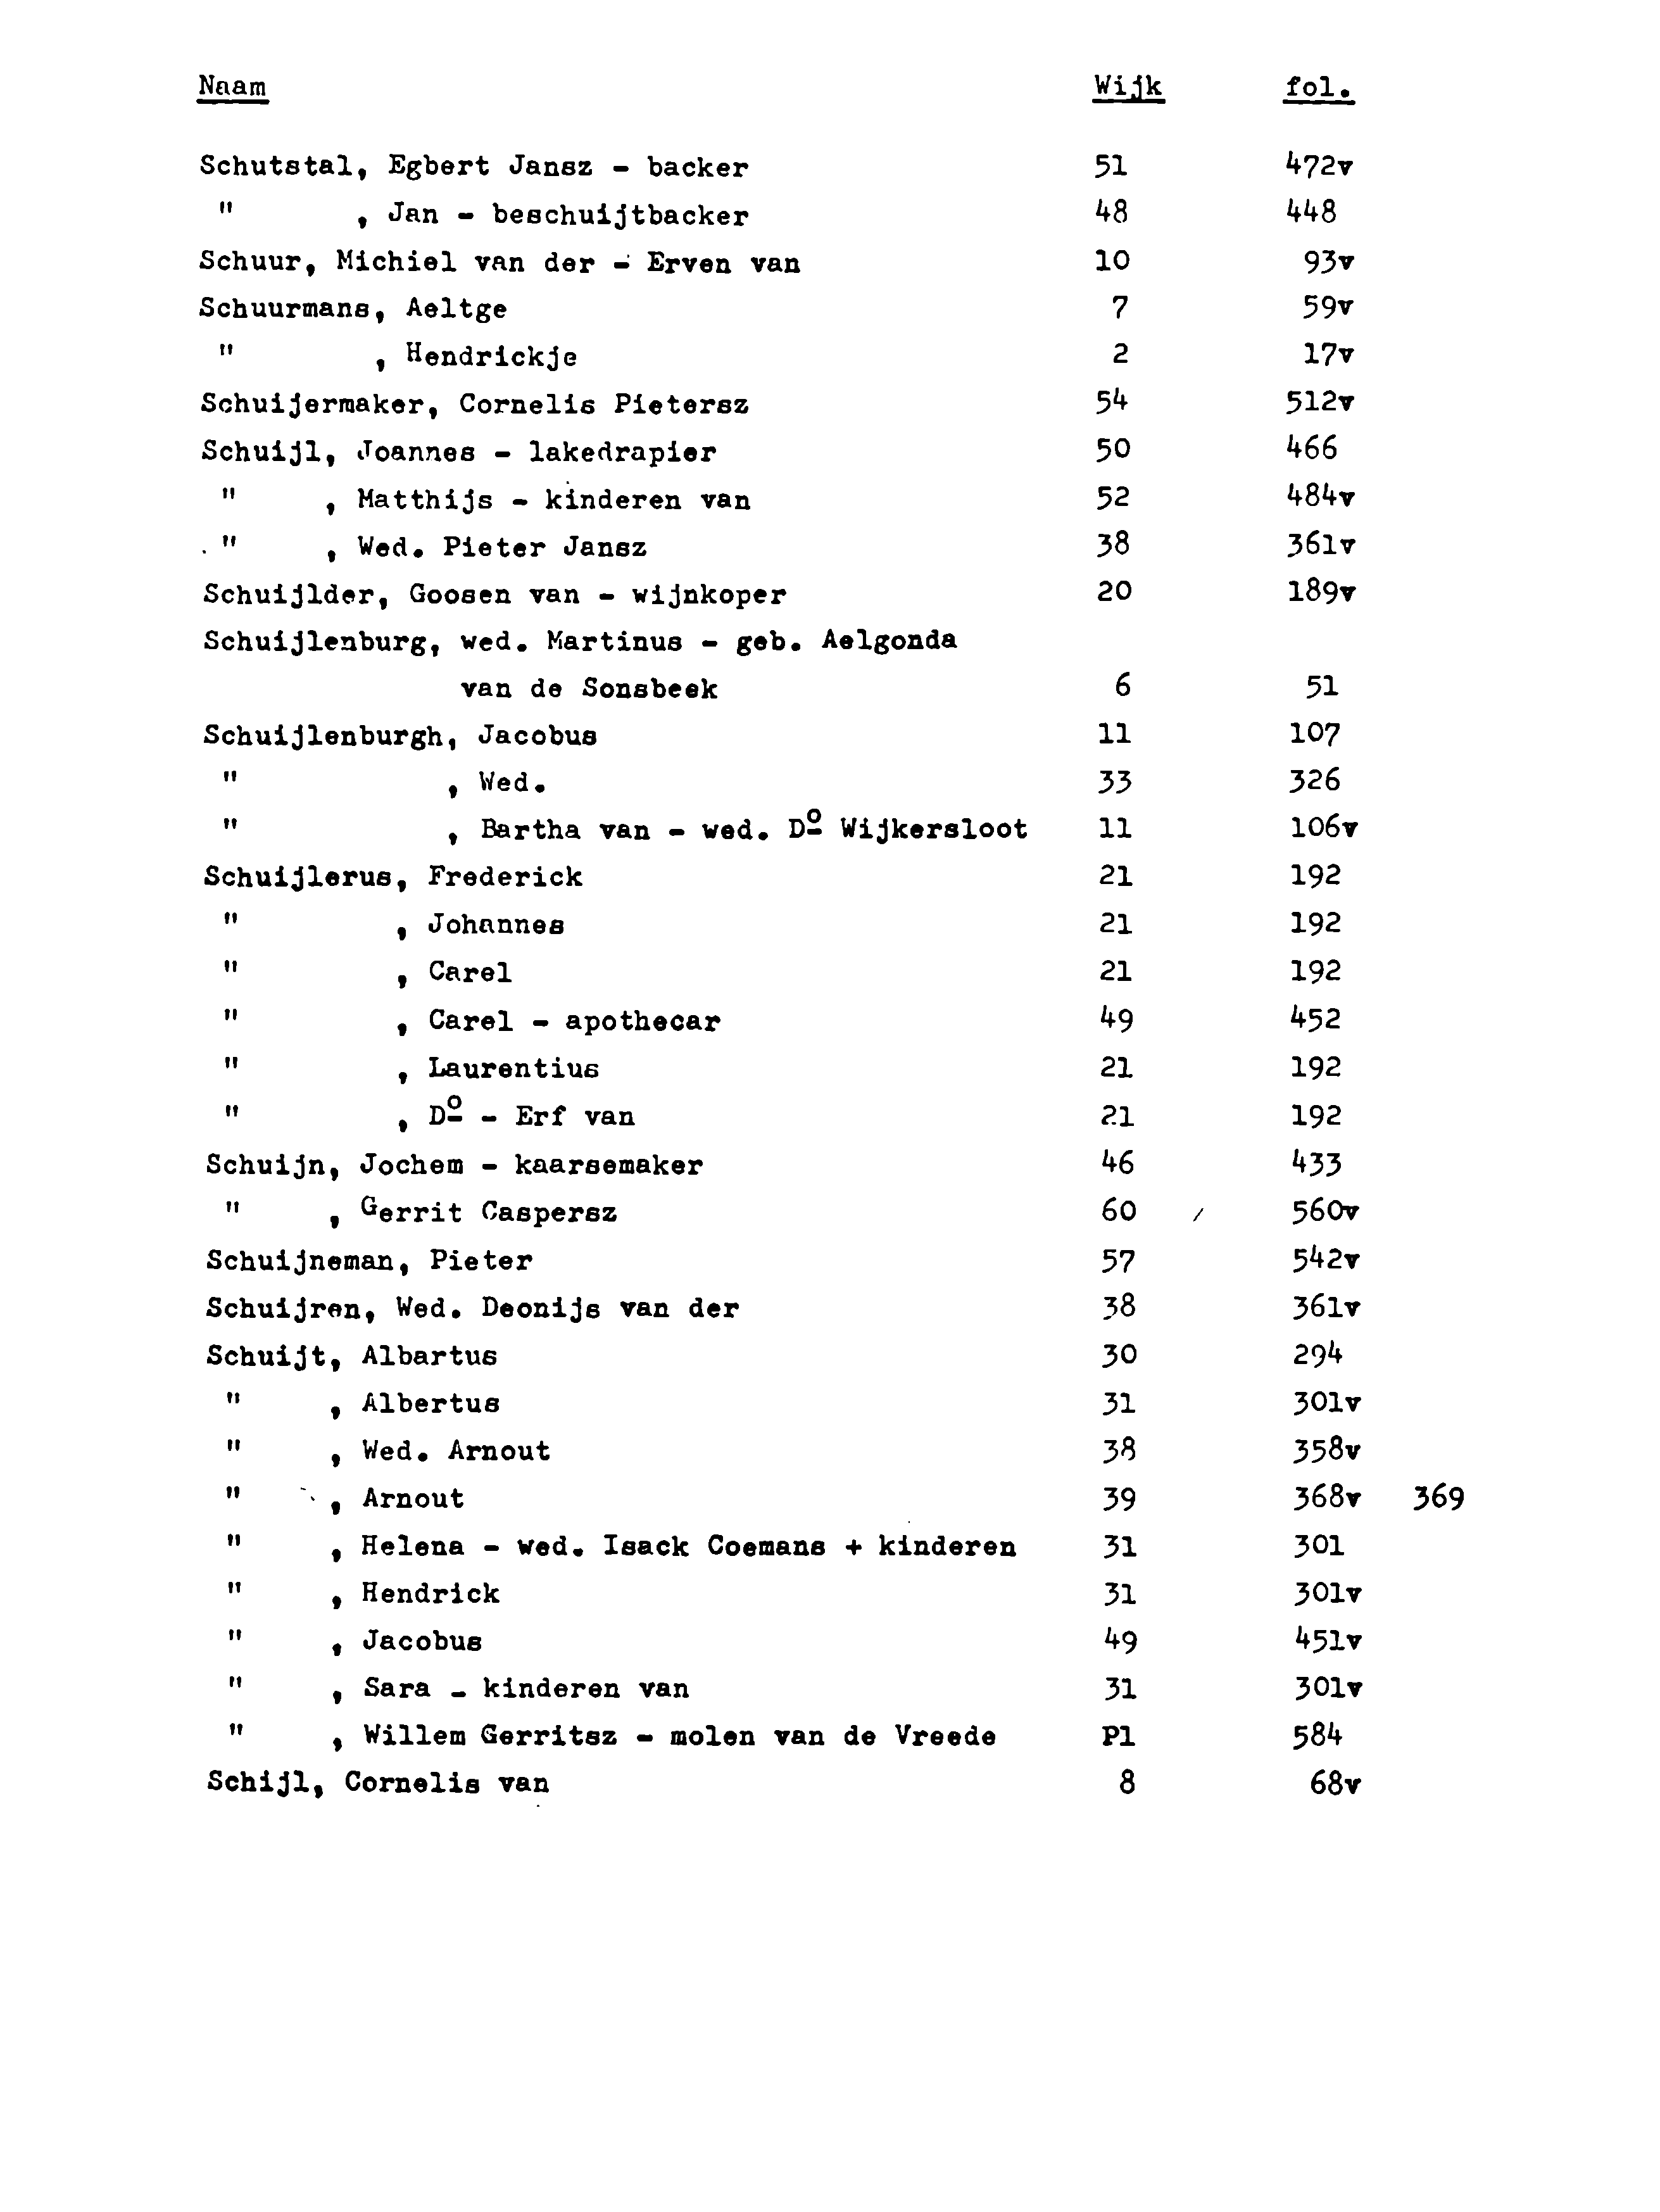 Naam Wijk fol.
Schutstal, Egbert Jansz - backer 51 472v
" , Jan - beschuijtbacker 48 448
Schuur, Michiel van der - Erven van 10 93v
Schuurmans, Aeltge 7 59v
" , Hendrickje 2 17v
Schuijermaker, Cornelis Pietersz 54 512v
Schuijl, Joannes - lakedrapier 50 466
" , Matthijs - kinderen van 52 484v
" , Wed. Pieter Jansz 38 361v
Schuijlder, Goosen van - wijnkoper 20 189v
Schuijlenburg, wed. Martinus - geb. Aelgonda
van de Sonsbeek 6 51
Schuijlenburgh, Jacobus 11 107
" , Wed. 33 326
" , Bartha van - wed. Dº Wijkersloot 11 106v
Schuijlerus, Frederick 21 192
" , Johannes 21 192
" , Carel 21 192
" , Carel - apothecar 49 452
" , Laurentius 21 192
" , Dº - Erf van 21 192
Schuijn, Jochem - kaarsemaker 46 433
" , Gerrit Caspersz 60 560v
Schuijneman, Pieter 57 542v
Schuijren, Wed. Deonijs van der 38 361v
Schuijt, Albartus 30 294
" , Albertus 31 301v
" , Wed. Arnout 38 358v
" , Arnout 39 368v 369
" , Helena - wed. Isack Coemans + kinderen 31 301
" , Hendrick 31 301v
" , Jacobus 49 451v
" , Sara - kinderen van 31 301v
" , Willem Gerritsz - molen van de Vreede Pl 584
Schijl, Cornelis van 8 68v